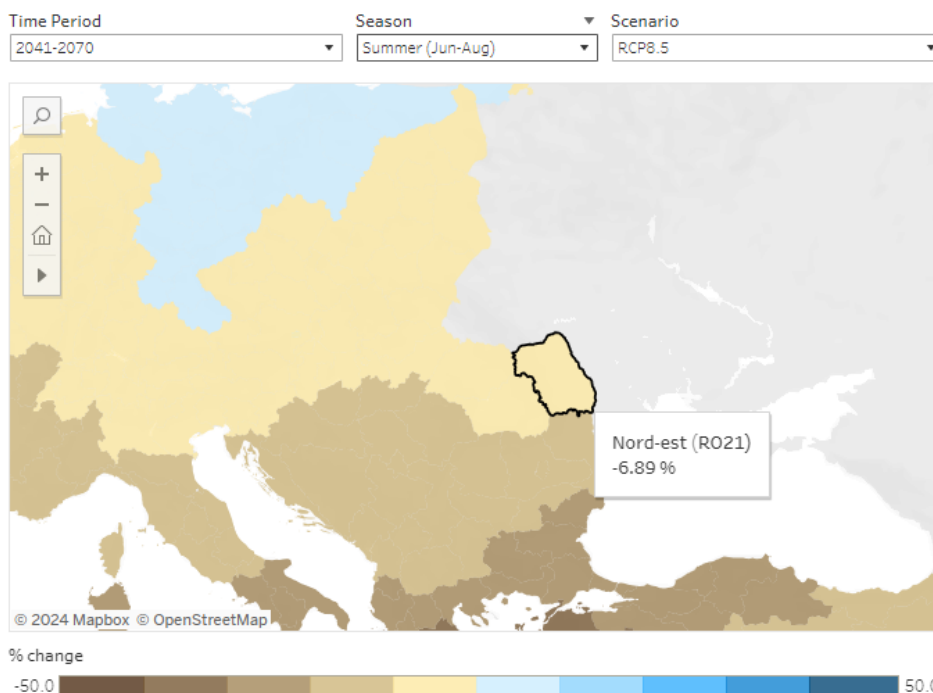 Time Period
Season
Scenario
2041-2070
Summer (Jun-Aug)
RCP8.5
Nord-est (RO21)
-6.89 %
© 2024 Mapbox © OpenStreetMap
% change
-50.0
50.0